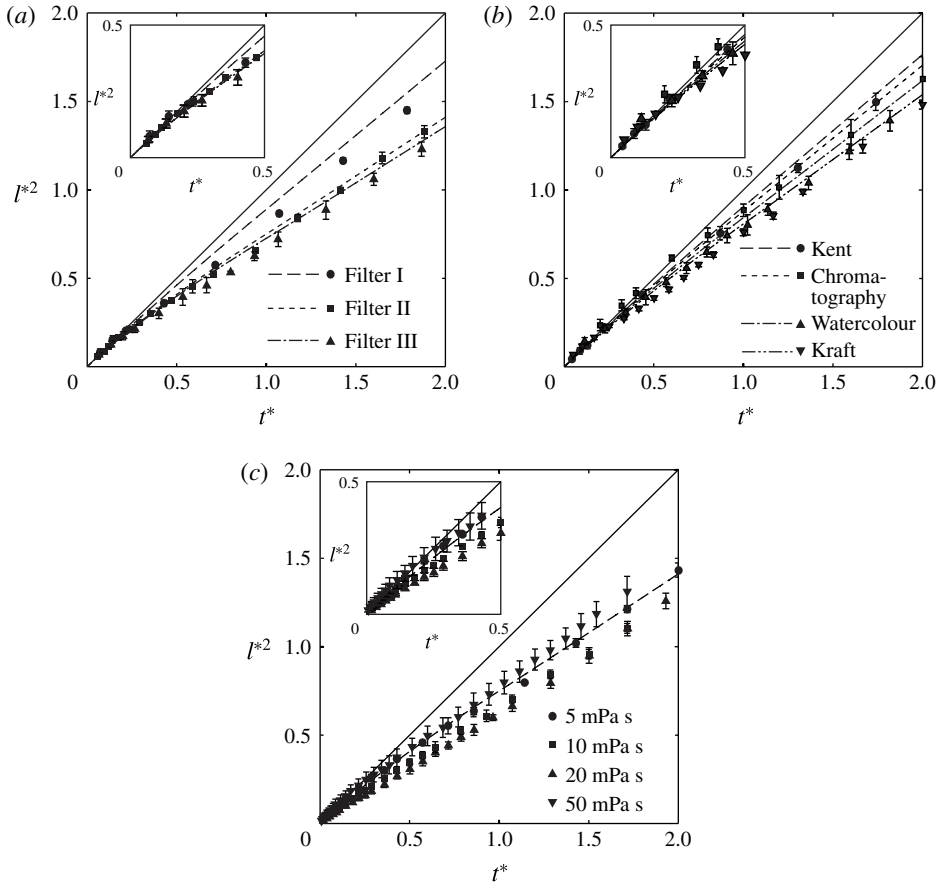 (a)
2.0
1.5
1.0
0.5
0
0.5
1.0
1.5
2.0
l*2
t*
0.5
l*2
0
t*
0.5
Filter I
Filter II
Filter III
(b)
2.0
1.5
1.0
0.5
0
0.5
1.0
1.5
2.0
t*
0.5
l*2
0
t*
0.5
Kent
Chroma-
tography
Watercolour
Kraft
(c)
2.0
1.5
1.0
0.5
0
0.5
1.0
1.5
2.0
l*2
t*
0.5
l*2
0
t*
0.5
5 mPa s
10 mPa s
20 mPa s
50 mPa s